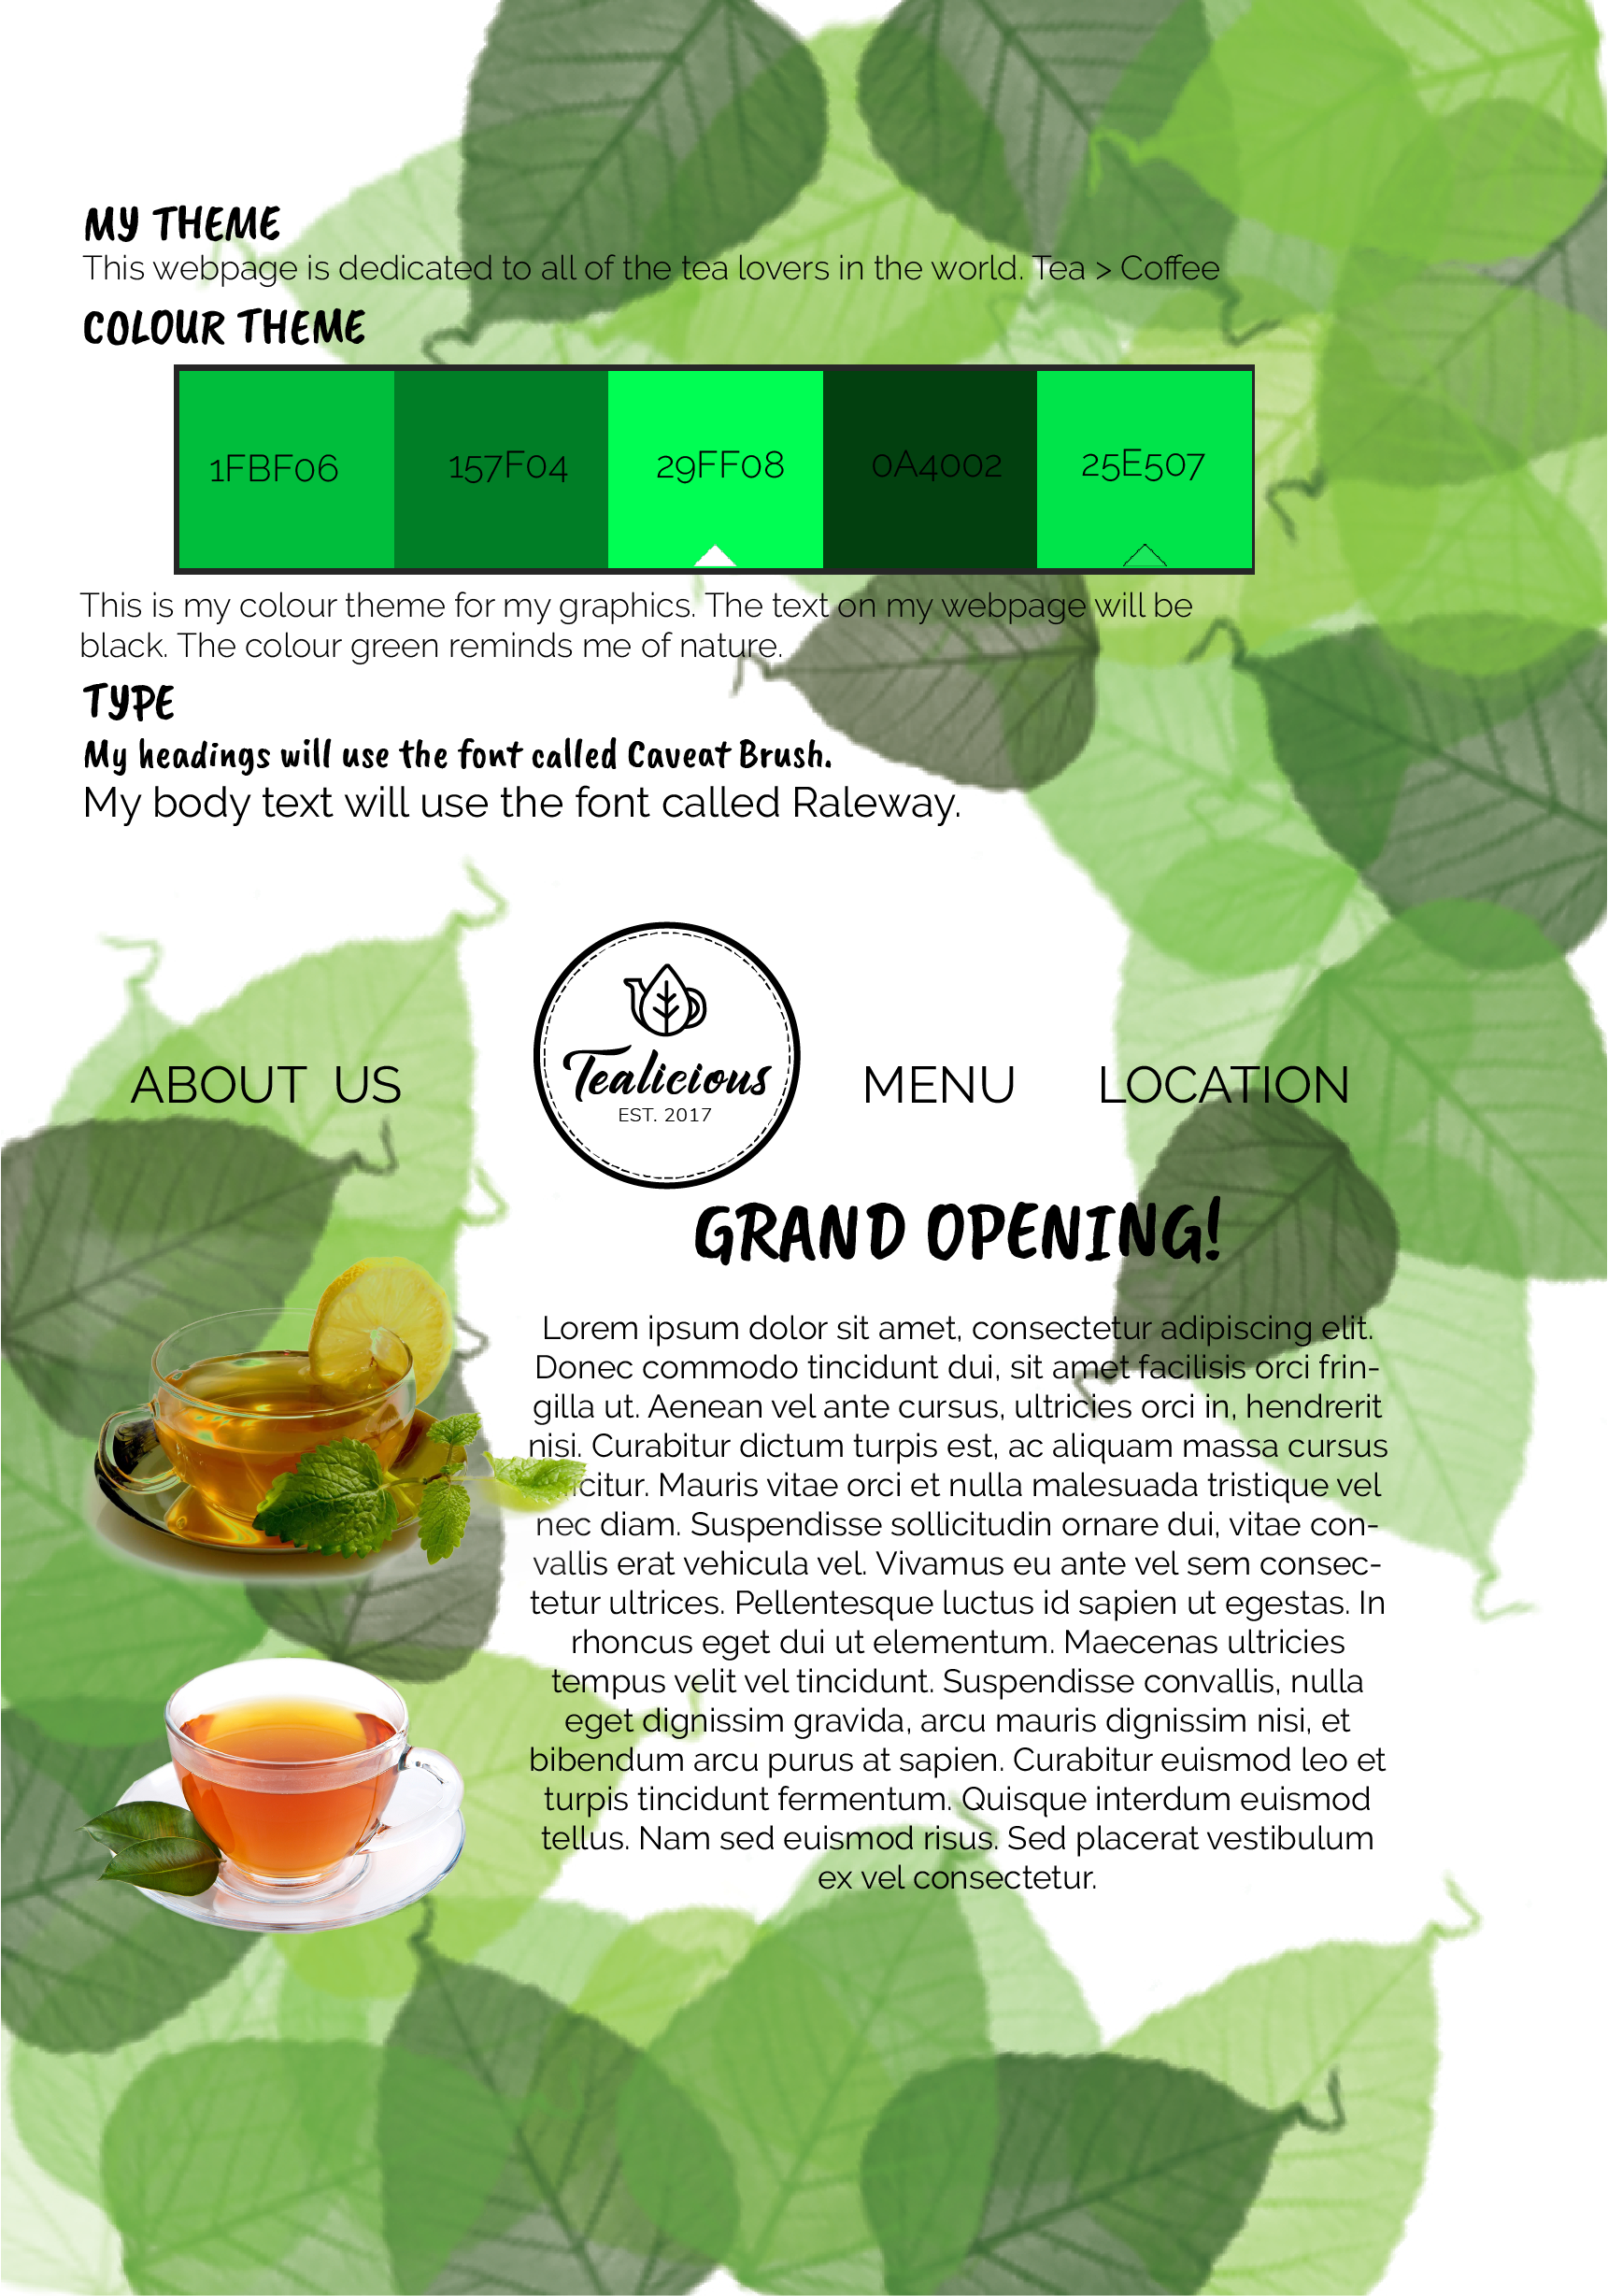 MY THEME
This webpage is dedicated to all of the tea lovers in the world. Tea > Coffee
COLOUR THEME
1FBF06 157F04 29FF08 0A4002 25E507
This is my colour theme for my graphics. The text on my webpage will be
black. The colour green reminds me of nature.
TYPE
My headings will use the font called Caveat Brush.
My body text will use the font called Raleway.
Tealicious
EST. 2017
ABOUT US MENU LOCATION
GRAND OPENING!
Lorem ipsum dolor sit amet, consectetur adipiscing elit.
Donec commodo tincidunt dui, sit amet facilisis orci frin-
gilla ut. Aenean vel ante cursus, ultricies orci in, hendrerit
nisi. Curabitur dictum turpis est, ac aliquam massa cursus
Mauris vitae orci et nulla malesuada tristique vel
nec diam. Suspendisse sollicitudin ornare dui, vitae con-
vallis erat vehicula vel. Vivamus eu ante vel sem consec-
tetur ultrices. Pellentesque luctus id sapien ut egestas. In
rhoncus eget dui ut elementum. Maecenas ultricies
tempus velit vel tincidunt. Suspendisse convallis, nulla
eget dignissim gravida, arcu mauris dignissim nisi, et
bibendum arcu purus at sapien. Curabitur euismod leo et
turpis tincidunt fermentum. Quisque interdum euismod
tellus. Nam sed euismod risus. Sed placerat vestibulum
ex vel consectetur.